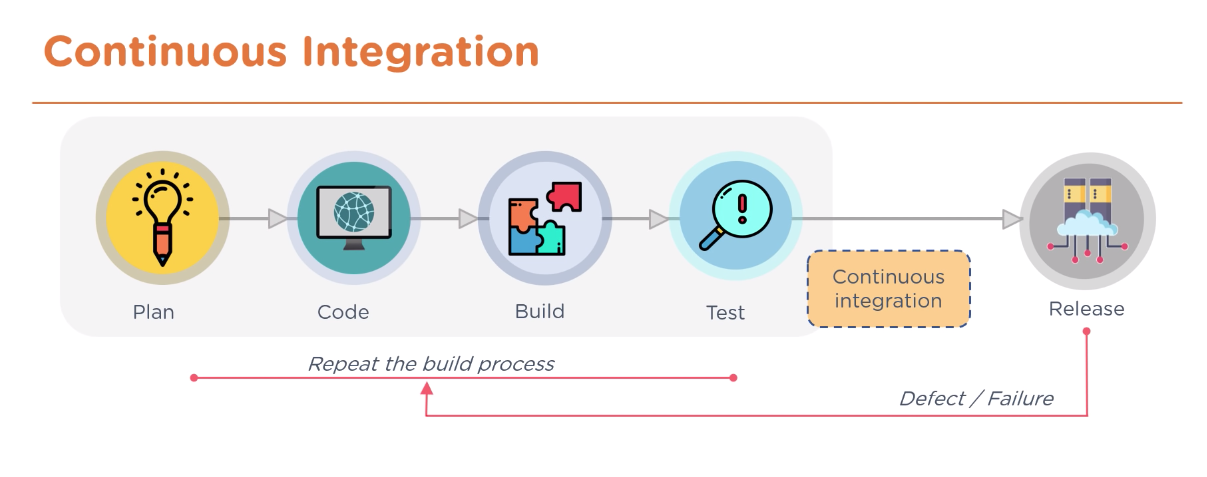 Continuous Integration
Plan
Code
Build
Test
Continuous
integration
Release
Repeat the build process
Defect / Failure